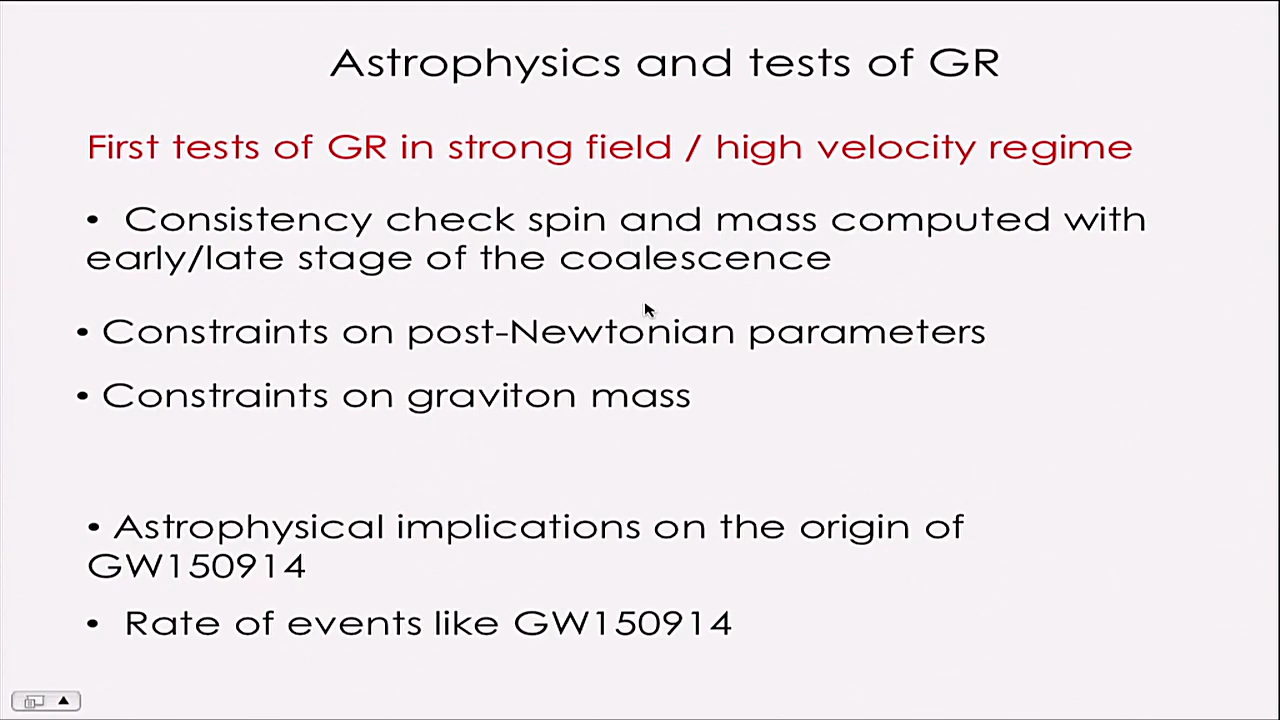 Astrophysics and tests of GR
First tests of GR in strong field / high velocity regime
• Consistency check spin and mass computed with
early/late stage of the coalescence
• Constraints on post-Newtonian parameters
• Constraints on graviton mass
• Astrophysical implications on the origin of
GW150914
• Rate of events like GW150914